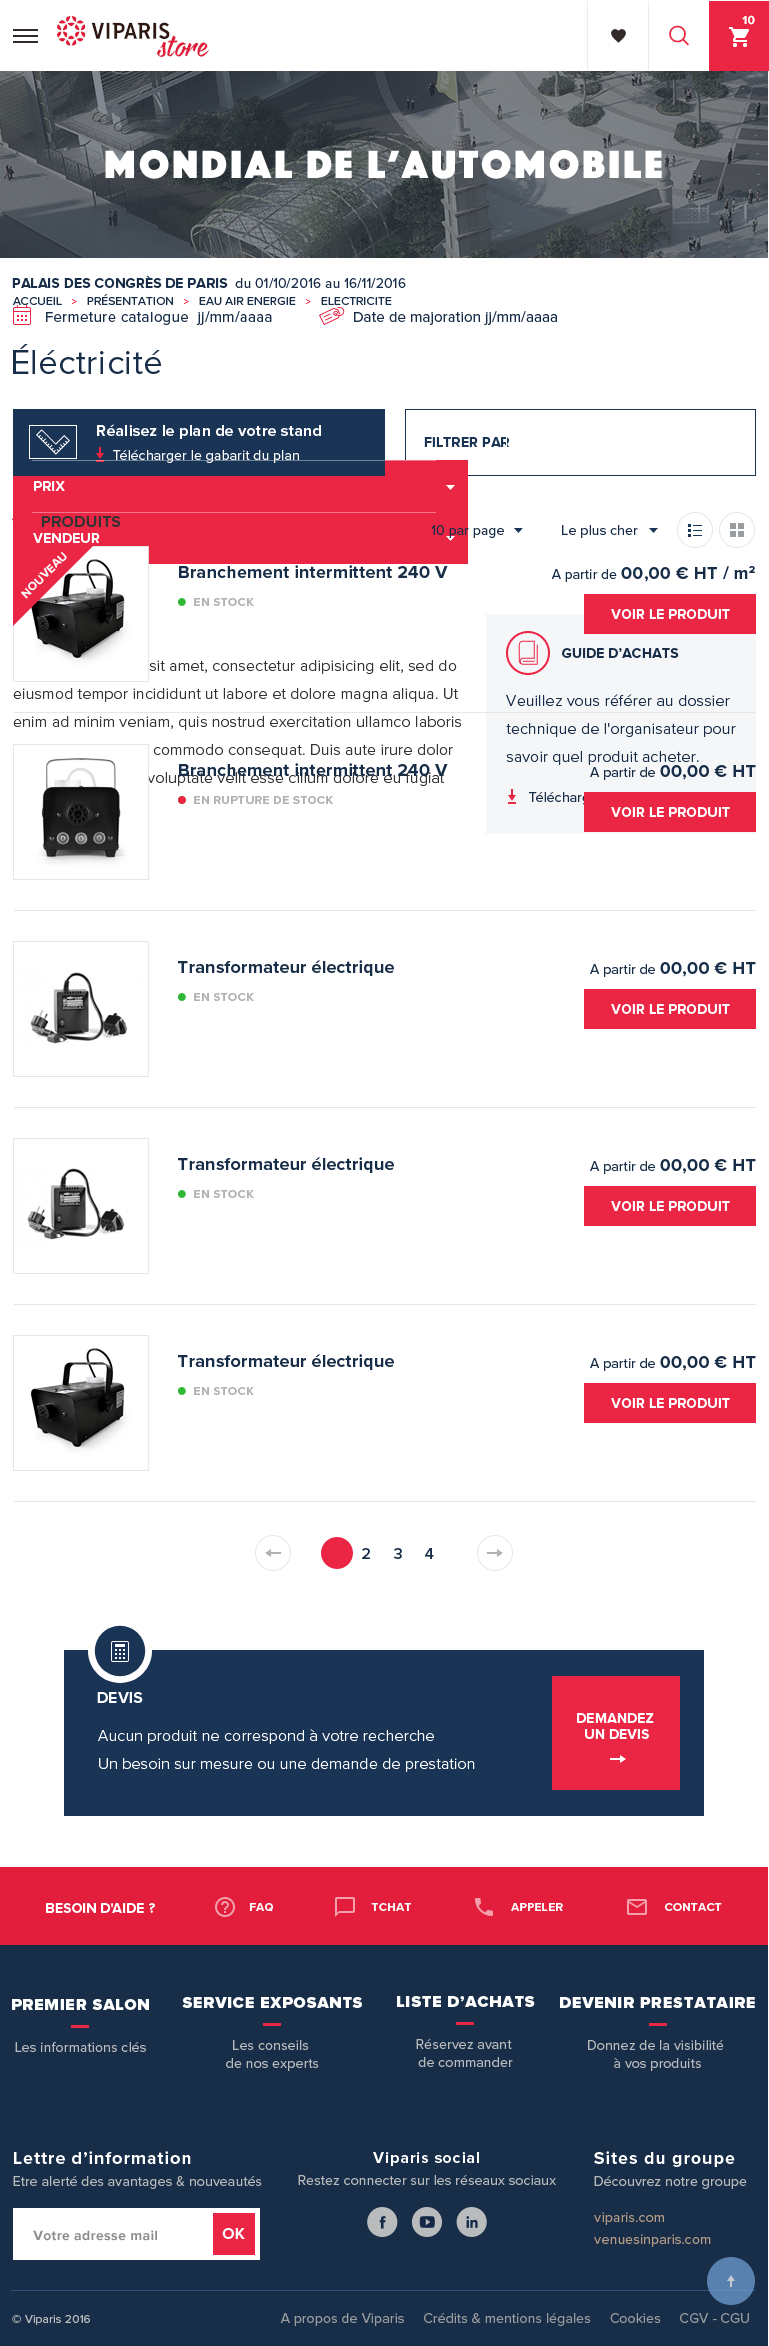 10
VIPARIS
store
MONDIAL DE L'AUTOMOBILE
PALAIS DES CONGRÈS DE PARIS du 01/10/2016 au 16/11/2016
ACCUEIL > PRÉSENTATION > EAU AIR ENERGIE > ELECTRICITE
Fermeture catalogue jj/mm/aaaa
Date de majoration jj/mm/aaaa
Éléctricité
Réalisez le plan de votre stand
Télécharger le gabarit du plan
FILTRER PAR
PRIX
PRODUITS
VENDEUR
10 par page
Le plus cher
NOUVEAU
Branchement intermittent 240 V
EN STOCK
A partir de 00,00 € HT / m²
VOIR LE PRODUIT
sit amet, consectetur adipisicing elit, sed do
eiusmod tempor incididunt ut labore et dolore magna aliqua. Ut
enim ad minim veniam, quis nostrud exercitation ullamco laboris
commodo consequat. Duis aute irure dolor
voluptate velit esse cillum dolore eu fugiat
GUIDE D'ACHATS
Veuillez vous référer au dossier
technique de l'organisateur pour
savoir quel produit acheter.
Branchement intermittent 240 V
EN RUPTURE DE STOCK
A partir de 00,00 € HT
VOIR LE PRODUIT
Transformateur électrique
EN STOCK
A partir de 00,00 € HT
VOIR LE PRODUIT
Transformateur électrique
EN STOCK
A partir de 00,00 € HT
VOIR LE PRODUIT
Transformateur électrique
EN STOCK
A partir de 00,00 € HT
VOIR LE PRODUIT
2 3 4
DEVIS
Aucun produit ne correspond à votre recherche
Un besoin sur mesure ou une demande de prestation
DEMANDEZ
UN DEVIS
BESOIN D'AIDE ?
FAQ
TCHAT
APPELER
CONTACT
PREMIER SALON
Les informations clés
SERVICE EXPOSANTS
Les conseils
de nos experts
LISTE D'ACHATS
Réservez avant
de commander
DEVENIR PRESTATAIRE
Donnez de la visibilité
à vos produits
Lettre d'information
Etre alerté des avantages & nouveautés
Votre adresse mail
OK
Viparis social
Restez connecter sur les réseaux sociaux
Sites du groupe
Découvrez notre groupe
viparis.com
venuesinparis.com
© Viparis 2016
A propos de Viparis
Crédits & mentions légales
Cookies
CGV - CGU